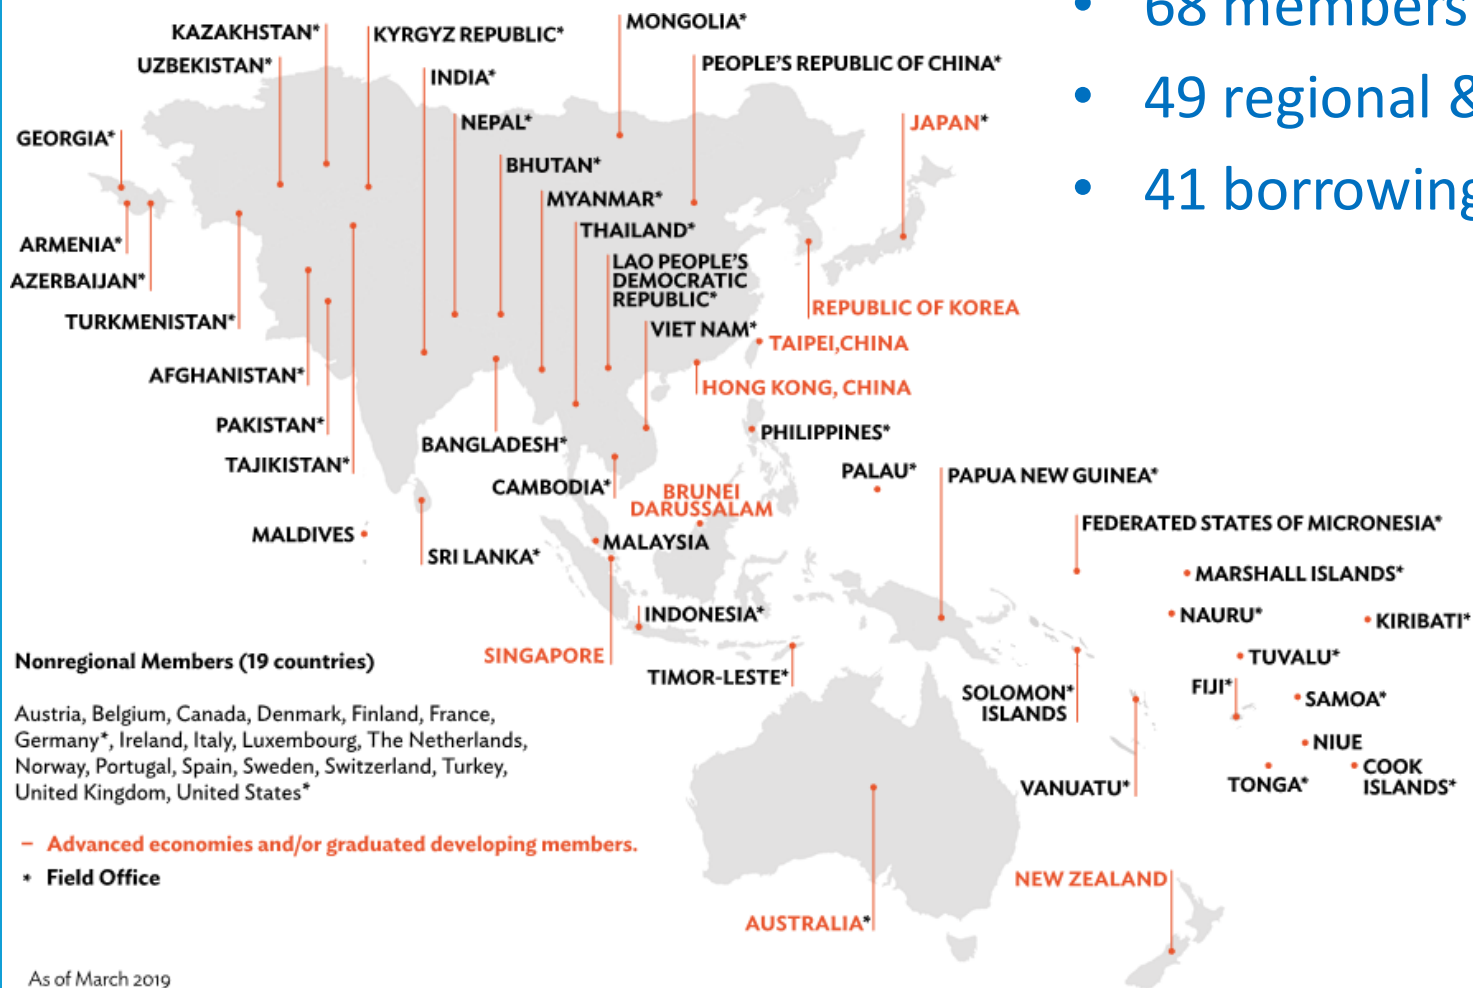 • 68 members
• 49 regional &
• 41 borrowing
KAZAKHSTAN*
KYRGYZ REPUBLIC*
MONGOLIA*
UZBEKISTAN*
INDIA*
PEOPLE'S REPUBLIC OF CHINA*
GEORGIA*
NEPAL*
JAPAN*
BHUTAN*
MYANMAR*
THAILAND*
ARMENIA*
LAO PEOPLE'S
DEMOCRATIC
REPUBLIC*
AZERBAIJAN*
REPUBLIC OF KOREA
TURKMENISTAN*
VIET NAM*
TAIPEI,CHINA
AFGHANISTAN*
HONG KONG, CHINA
PAKISTAN*
BANGLADESH*
PHILIPPINES*
TAJIKISTAN*
PALAU*
PAPUA NEW GUINEA*
CAMBODIA*
BRUNEI
DARUSSALAM
FEDERATED STATES OF MICRONESIA*
MALDIVES
MALAYSIA
SRI LANKA*
MARSHALL ISLANDS*
INDONESIA*
NAURU*
KIRIBATI*
SINGAPORE
TUVALU*
TIMOR-LESTE*
FIJI*
SOLOMON*
ISLANDS
SAMOA*
NIUE
VANUATU*
TONGA*
COOK
ISLANDS*
Nonregional Members (19 countries)
Austria, Belgium, Canada, Denmark, Finland, France,
Germany*, Ireland, Italy, Luxembourg, The Netherlands,
Norway, Portugal, Spain, Sweden, Switzerland, Turkey,
United Kingdom, United States*
– Advanced economies and/or graduated developing members.
* Field Office
NEW ZEALAND
AUSTRALIA*
As of March 2019